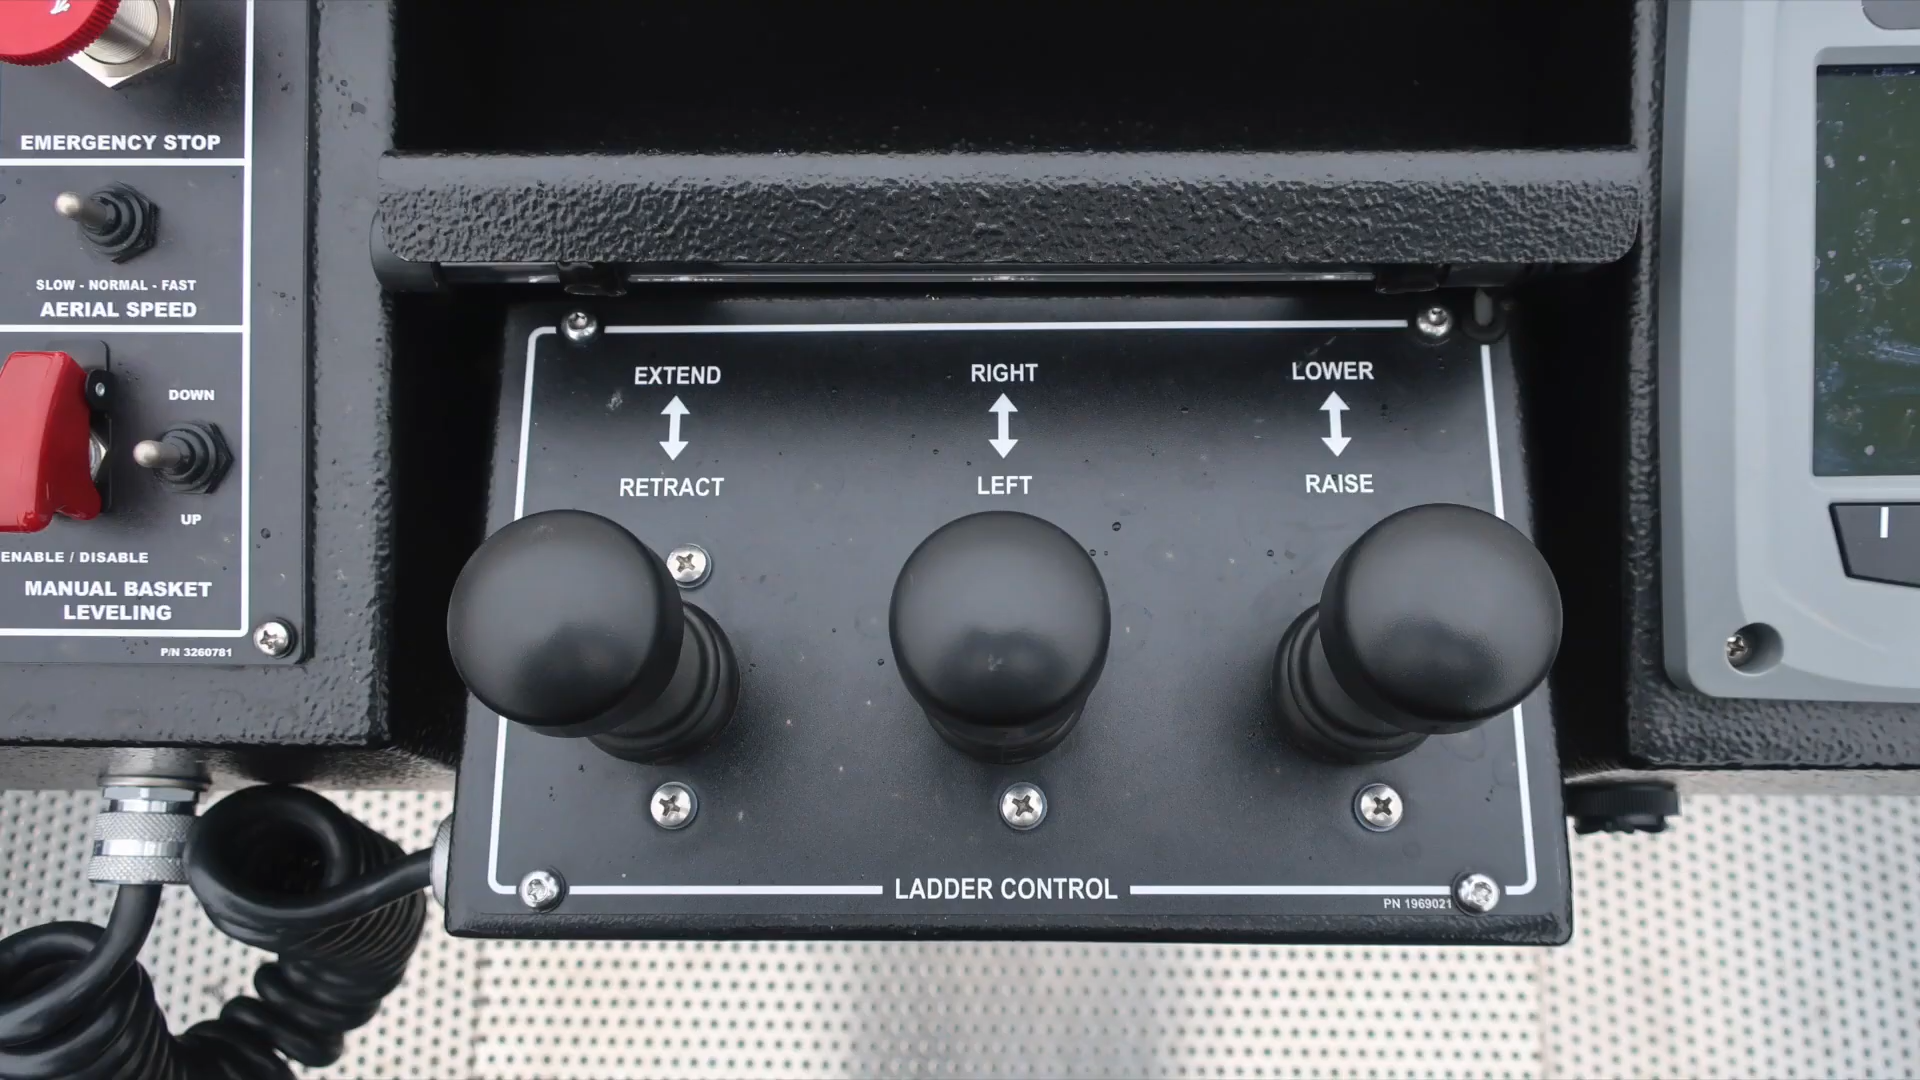 EMERGENCY STOP
SLOW - NORMAL - FAST
AERIAL SPEED
DOWN
UP
ENABLE / DISABLE
MANUAL BASKET
LEVELING
P/N 3260781
EXTEND
RETRACT
RIGHT
LEFT
LOWER
RAISE
LADDER CONTROL
PN 1969021